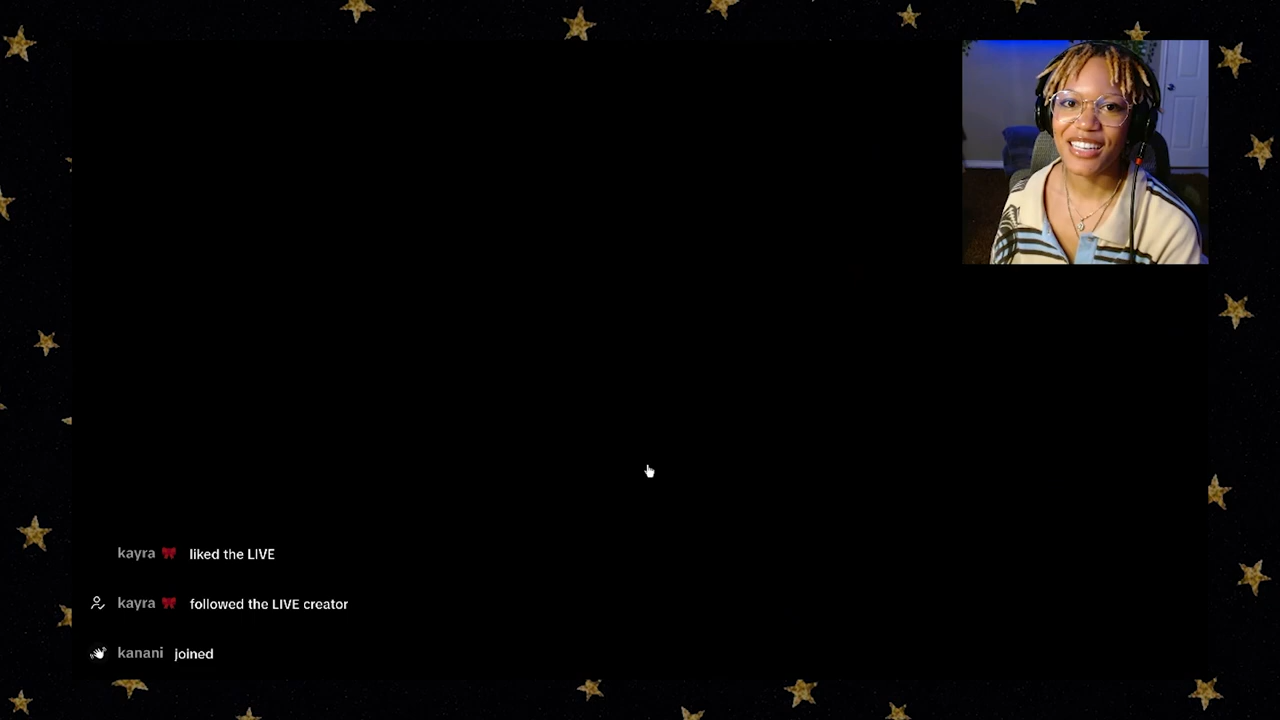 kayra 🎀 liked the LIVE
kayra 🎀 followed the LIVE creator
kanani joined